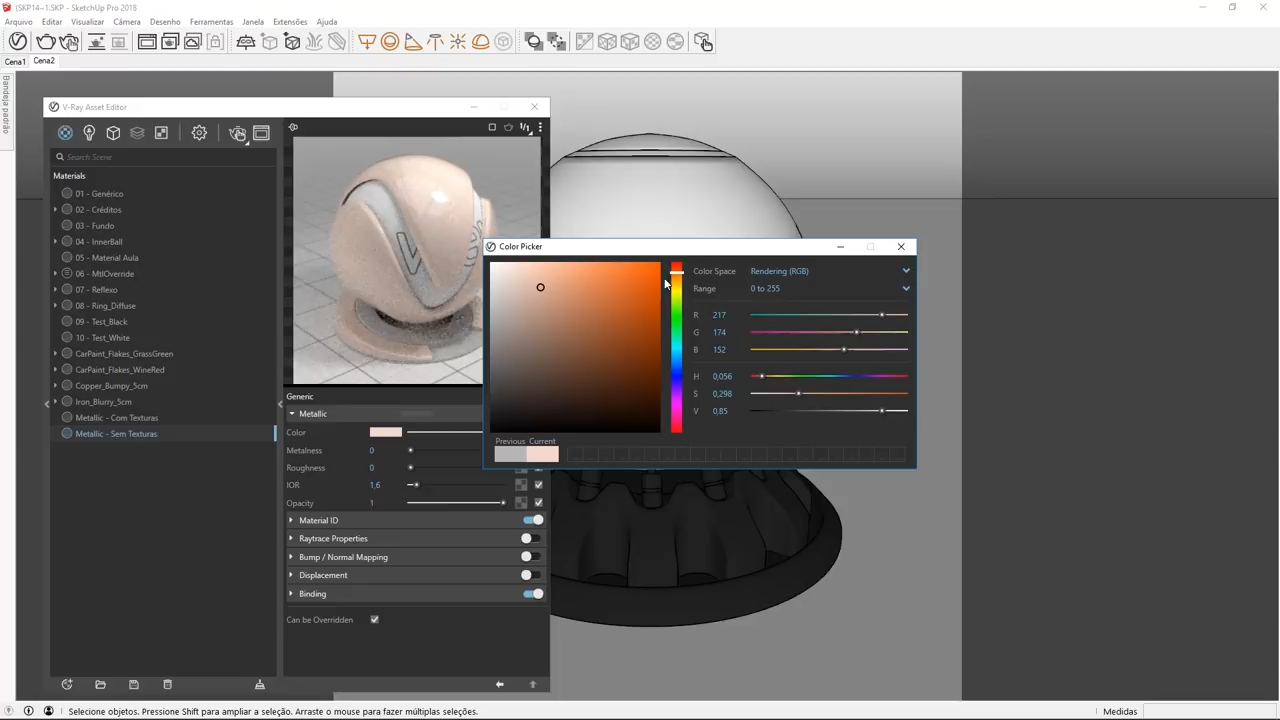 (SKP14~1.SKP - SketchUp Pro 2018
Arquivo Editar Visualizar Câmera Desenho Ferramentas Janela Extensões Ajuda
Cena1 Cena2
Bandeja padrão
V-Ray Asset Editor
Search Scene
Materials
01 - Genérico
02 - Créditos
03 - Fundo
04 - InnerBall
05 - Material Aula
06 - MtlOverride
07 - Reflexo
08 - Ring_Diffuse
09 - Test_Black
10 - Test_White
CarPaint_Flakes_GrassGreen
CarPaint_Flakes_WineRed
Copper_Bumpy_5cm
Iron_Blurry_5cm
Metallic - Com Texturas
Metallic - Sem Texturas
1/1
Generic
Metallic
Color
Metalness 0
Roughness 0
IOR 1,6
Opacity 1
Material ID
Raytrace Properties
Bump / Normal Mapping
Displacement
Binding
Can be Overridden
Color Picker
Color Space Rendering (RGB)
Range 0 to 255
R 217
G 174
B 152
H 0,056
S 0,298
V 0,85
Previous Current
Selecione objetos. Pressione Shift para ampliar a seleção. Arraste o mouse para fazer múltiplas seleções.
Medidas